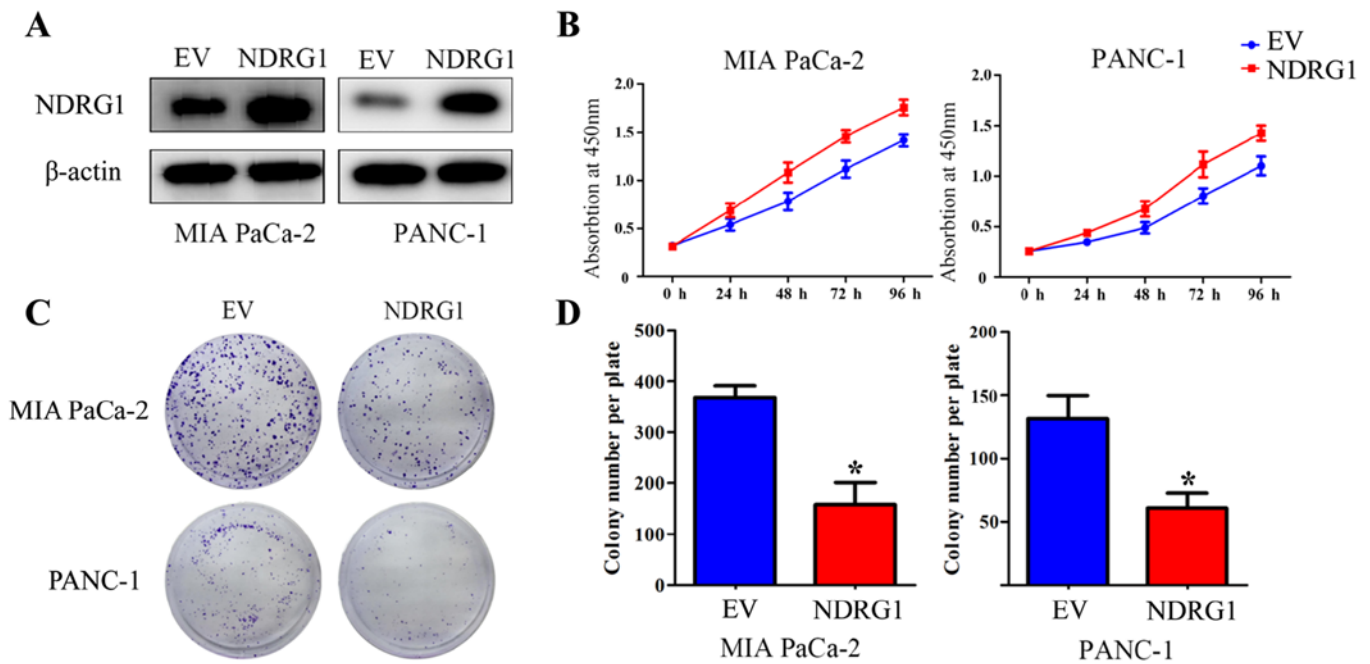 A
EV NDRG1 EV NDRG1
NDRG1
β-actin
MIA PaCa-2 PANC-1
B
EV
NDRG1
MIA PaCa-2
Absorbtion at 450nm
2.0
1.5
1.0
0.5
0
0 h 24 h 48 h 72 h 96 h
PANC-1
Absorbtion at 450nm
2.0
1.5
1.0
0.5
0
0 h 24 h 48 h 72 h 96 h
C
EV NDRG1
MIA PaCa-2
PANC-1
D
Colony number per plate
500
400
300
200
100
0
*
EV NDRG1
MIA PaCa-2
Colony number per plate
200
150
100
50
*
EV NDRG1
PANC-1